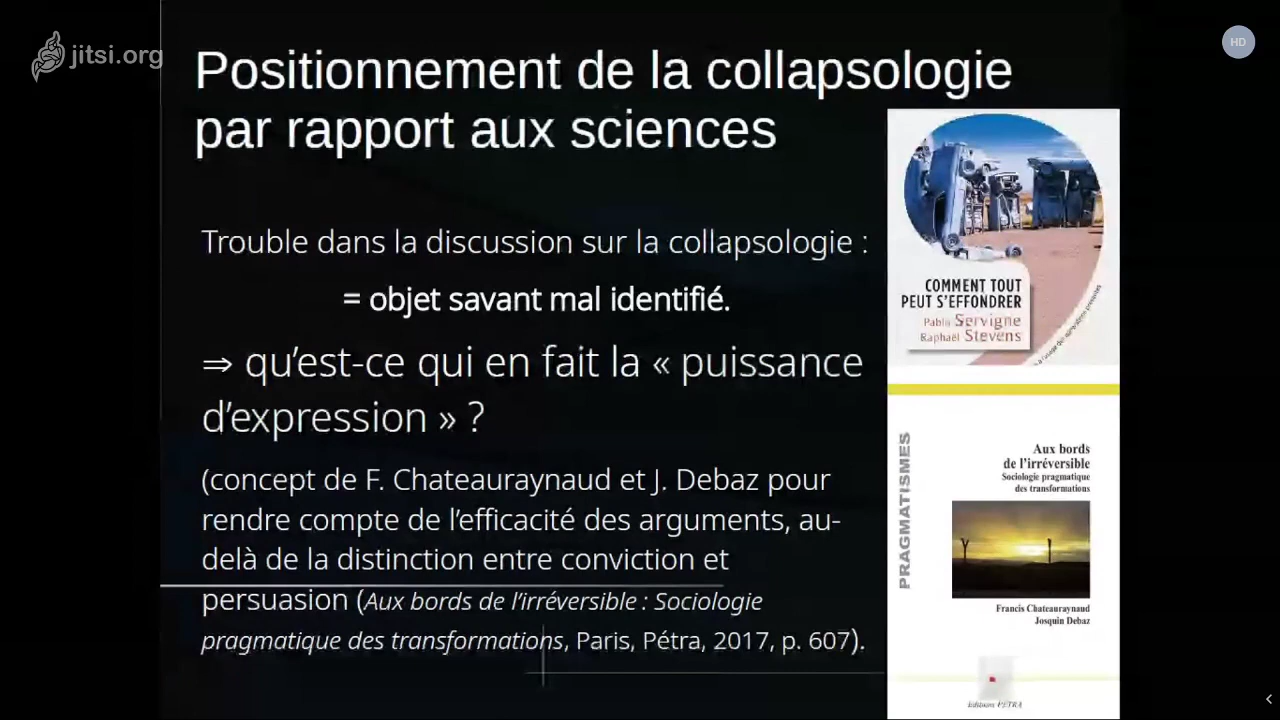 jitsi.org
HD
Positionnement de la collapsologie
par rapport aux sciences
Trouble dans la discussion sur la collapsologie :
= objet savant mal identifié.
⇒ qu’est-ce qui en fait la « puissance
d’expression » ?
(concept de F. Chateauraynaud et J. Debaz pour
rendre compte de l’efficacité des arguments, au-
delà de la distinction entre conviction et
persuasion (Aux bords de l’irréversible : Sociologie
pragmatique des transformations, Paris, Pétra, 2017, p. 607).
COMMENT TOUT
PEUT S'EFFONDRER
Pablo Servigne
Raphaël Stevens
PRAGMATISMES
Aux bords
de l’irréversible
Sociologie pragmatique
des transformations
Francis Chateauraynaud
Josquin Debaz
éditions PÉTRA